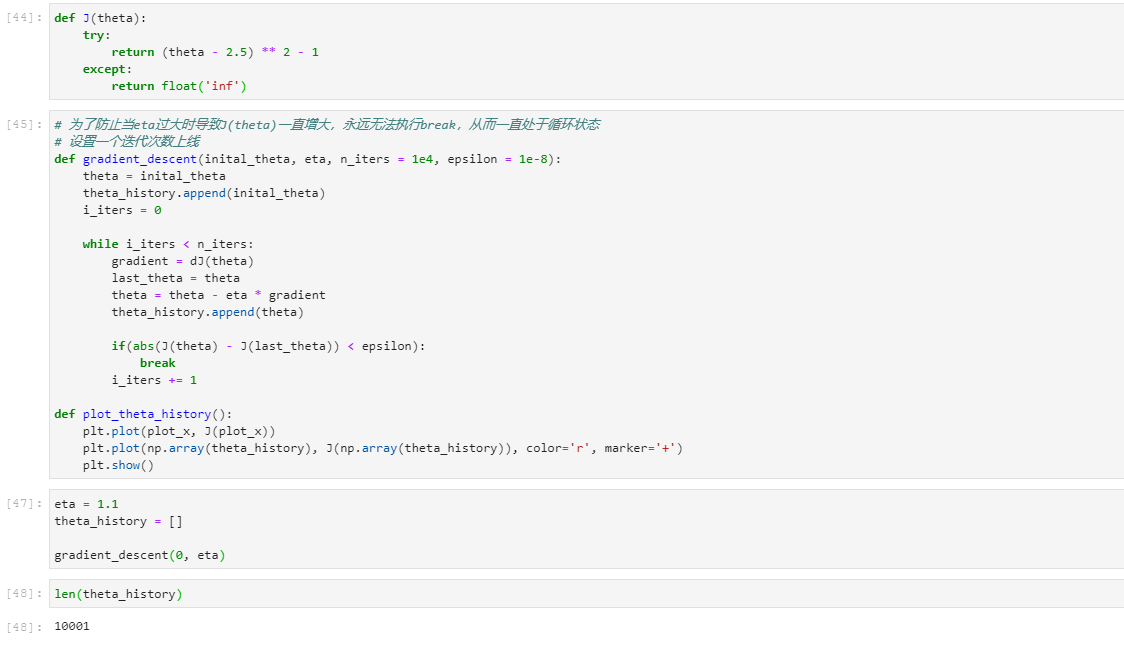 [44]:
def J(theta):
    try:
        return (theta - 2.5) ** 2 - 1
    except:
        return float('inf')
[45]:
# 为了防止当eta过大时导致J(theta)一直增大，永远无法执行break，从而一直处于循环状态
# 设置一个迭代次数上线
def gradient_descent(inital_theta, eta, n_iters = 1e4, epsilon = 1e-8):
    theta = inital_theta
    theta_history.append(inital_theta)
    i_iters = 0
    while i_iters < n_iters:
        gradient = dJ(theta)
        last_theta = theta
        theta = theta - eta * gradient
        theta_history.append(theta)
        if(abs(J(theta) - J(last_theta)) < epsilon):
            break
        i_iters += 1
def plot_theta_history():
    plt.plot(plot_x, J(plot_x))
    plt.plot(np.array(theta_history), J(np.array(theta_history)), color='r', marker='+')
    plt.show()
[47]:
eta = 1.1
theta_history = []
gradient_descent(0, eta)
[48]:
len(theta_history)
[48]:
10001